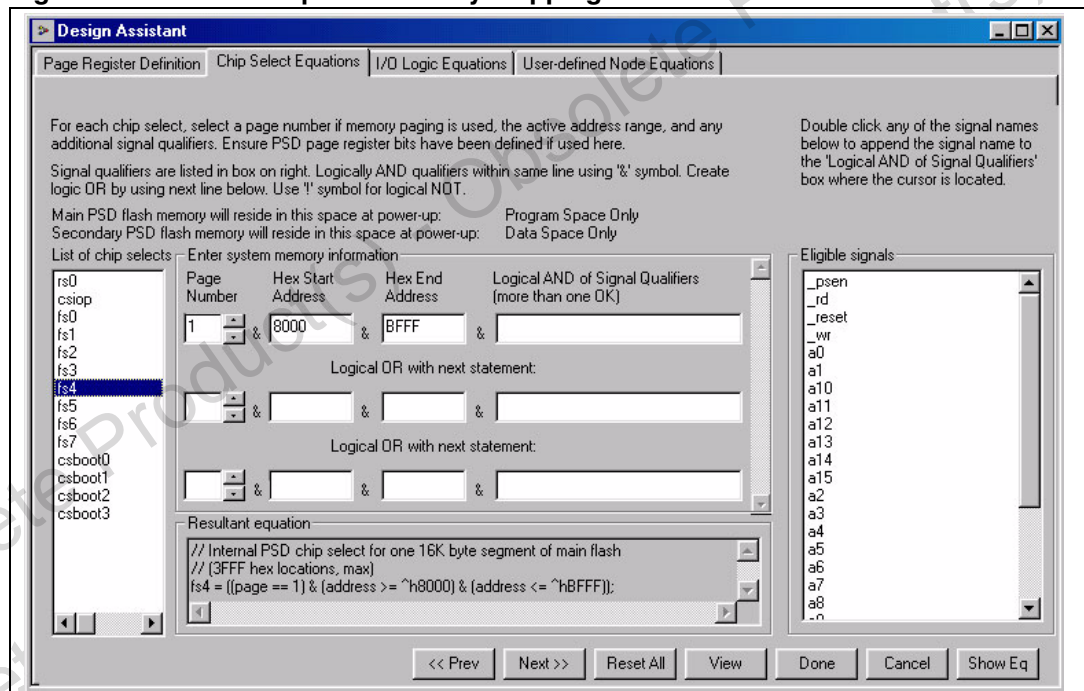 Design Assistant
Page Register Definition Chip Select Equations I/O Logic Equations User-defined Node Equations
For each chip select, select a page number if memory paging is used, the active address range, and any
additional signal qualifiers. Ensure PSD page register bits have been defined if used here.
Signal qualifiers are listed in box on right. Logically AND qualifiers within same line using '&' symbol. Create
logic OR by using next line below. Use '!' symbol for logical NOT.
Main PSD flash memory will reside in this space at power-up: Program Space Only
Secondary PSD flash memory will reside in this space at power-up: Data Space Only
Double click any of the signal names
below to append the signal name to
the 'Logical AND of Signal Qualifiers'
box where the cursor is located.
List of chip selects
rs0
csiop
fs0
fs1
fs2
fs3
fs4
fs5
fs6
fs7
csboot0
csboot1
csboot2
csboot3
Enter system memory information
Page Number
Hex Start Address
Hex End Address
Logical AND of Signal Qualifiers
(more than one OK)
1 & 8000 & BFFF &
Logical OR with next statement:
& & &
Logical OR with next statement:
& & &
Resultant equation
// Internal PSD chip select for one 16K byte segment of main flash
// (3FFF hex locations, max)
fs4 = ((page == 1) & (address >= ^h8000) & (address <= ^hBFFF));
Eligible signals
_psen
_rd
_reset
_wr
a0
a1
a10
a11
a12
a13
a14
a15
a2
a3
a4
a5
a6
a7
a8
<< Prev Next >> Reset All View Done Cancel Show Eq
Product(s) - Obsolete